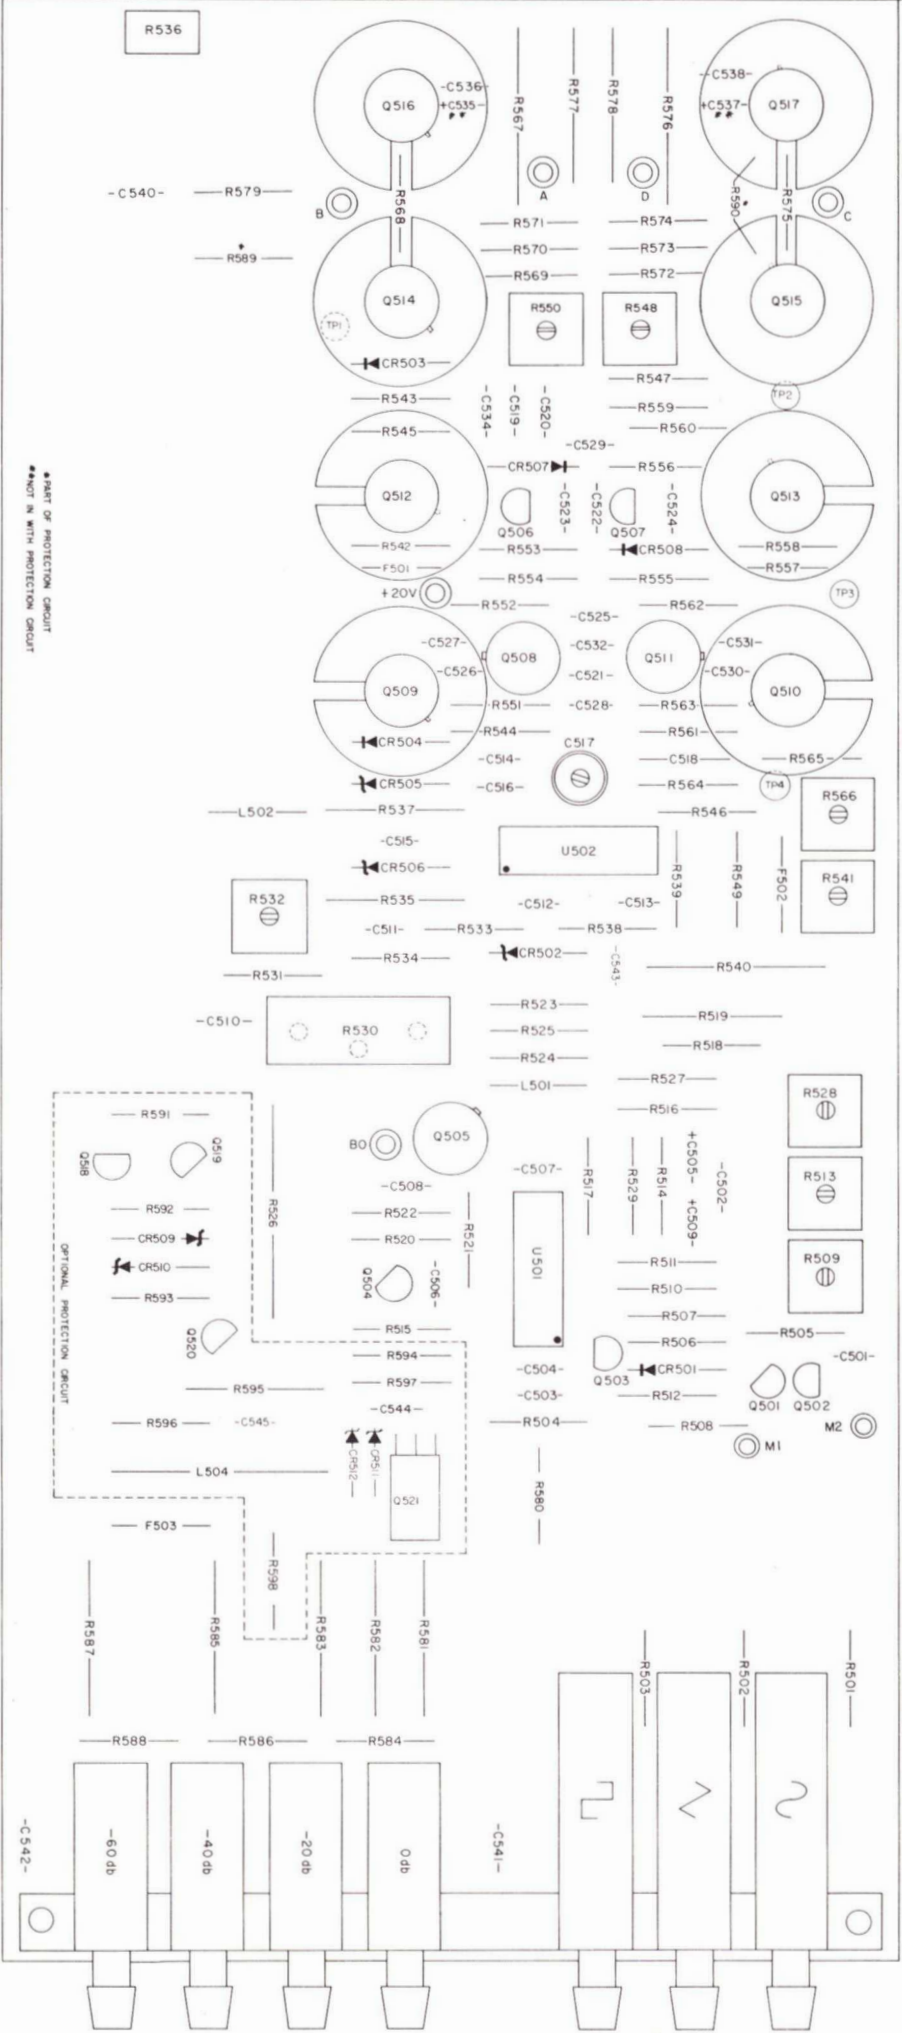 R536
Q516
-C536-
+C535-
**
R567
R577
R578
R576
-C538-
+C537-
**
Q517
-C540-
R579
R568
B
A
D
R590*
R575
C
*
R589
R571
R574
R570
R573
R569
R572
Q514
TP1
R550
R548
Q515
CR503
R547
TP2
R543
-C534-
-C519-
-C520-
R559
R545
R560
-C529-
CR507
R556
Q512
Q506
-C523-
-C522-
Q507
-C524-
Q513
R542
R553
CR508
R558
F501
R554
R555
R557
+20V
R552
R562
TP3
-C525-
-C527-
Q508
-C532-
Q511
-C531-
-C526-
-C521-
-C530-
Q509
Q510
R551
-C528-
R563
R544
R561
CR504
C517
-C514-
C518
R565
CR505
-C516-
R564
TP4
R566
L502
R537
R546
-C515-
U502
CR506
R539
R549
F502
R541
R532
R535
-C512-
-C513-
-C511-
R533
R538
R534
CR502
-C543-
R540
R531
R523
-C510-
R530
R519
R525
R518
R524
L501
R527
R528
R591
R516
Q518
Q519
BO
Q505
-C507-
R517
R529
R514
+C505-
-C502-
R513
-C508-
R592
R526
R522
R521
U501
+C509-
CR509
R520
CR510
R511
R509
Q504
-C506-
R593
R510
R507
Q520
R515
R506
R505
R594
-C504-
Q503
CR501
-C501-
R595
R597
-C503-
R512
Q501
Q502
-C544-
R596
-C545-
R504
R508
M2
M1
CR512
CR511
L504
Q521
R580
F503
R598
OPTIONAL PROTECTION CIRCUIT
* PART OF PROTECTION CIRCUIT
**NOT IN WITH PROTECTION CIRCUIT
R587
R585
R583
R582
R581
R503
R502
R501
R588
R586
R584
-C542-
-60db
-40db
-20db
0db
-C541-